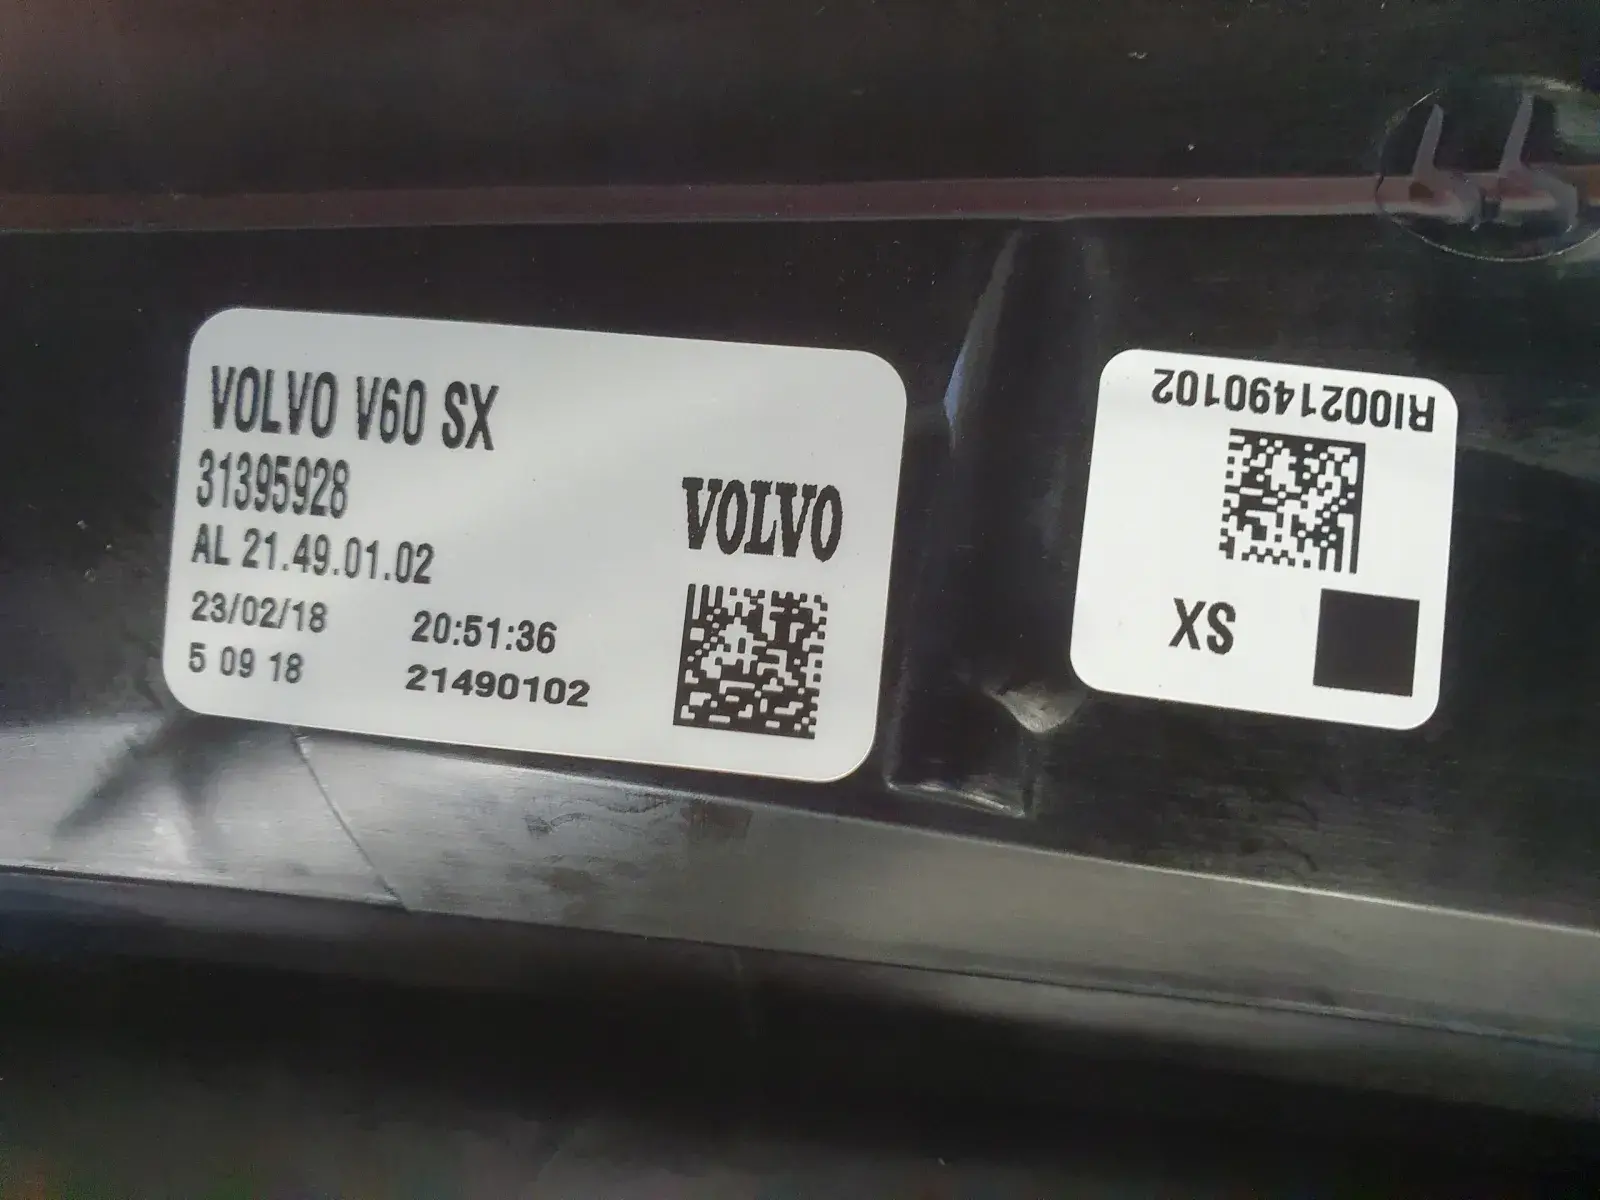 VOLVO V60 SX
31395928
AL 21.49.01.02
23/02/18 20:51:36
5 09 18 21490102
VOLVO
RI0021490102
SX